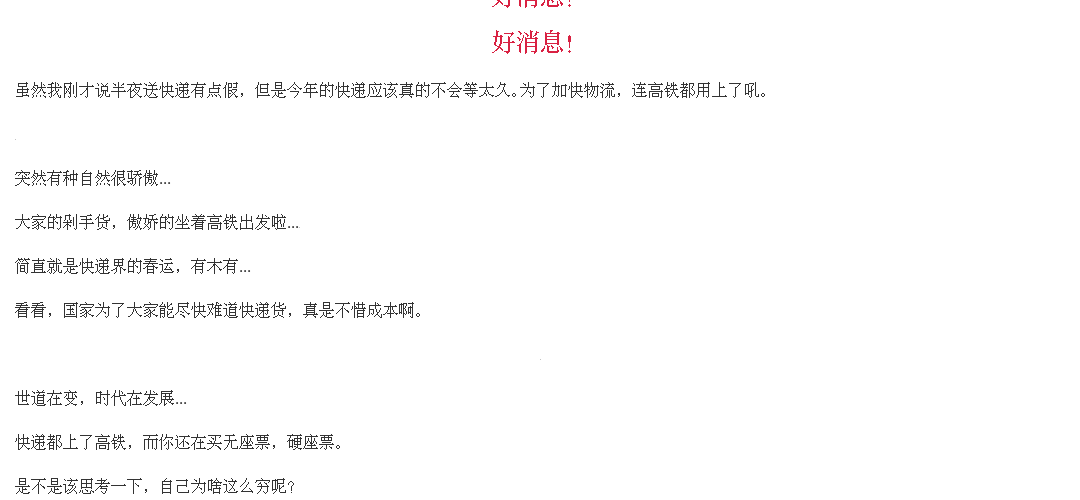 好消息!
好消息!
虽然我刚才说半夜送快递有点假，但是今年的快递应该真的不会等太久。为了加快物流，连高铁都用上了吼。
突然有种自然很骄傲...
大家的剁手货，傲娇的坐着高铁出发啦...
简直就是快递界的春运，有木有...
看看，国家为了大家能尽快难道快递货，真是不惜成本啊。
世道在变，时代在发展...
快递都上了高铁，而你还在买无座票，硬座票。
是不是该思考一下，自己为啥这么穷呢？